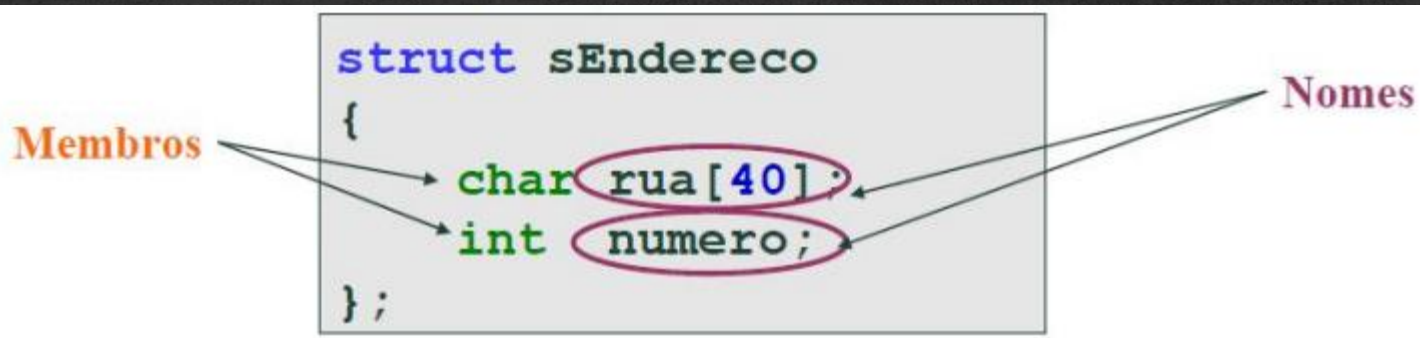 struct sEndereco
{
Membros
Nomes
char rua[40];
int numero;
};